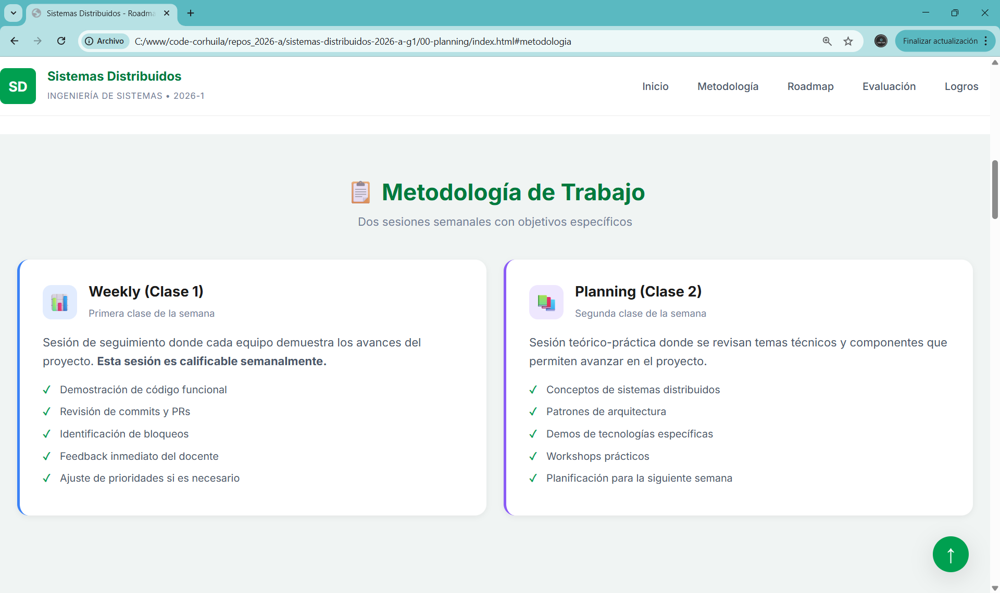 Sistemas Distribuidos - Roadma
Archivo
C:/www/code-corhuila/repos_2026-a/sistemas-distribuidos-2026-a-g1/00-planning/index.html#metodologia
Finalizar actualización
SD
Sistemas Distribuidos
INGENIERÍA DE SISTEMAS • 2026-1
Inicio
Metodología
Roadmap
Evaluación
Logros
Metodología de Trabajo
Dos sesiones semanales con objetivos específicos
Weekly (Clase 1)
Primera clase de la semana
Sesión de seguimiento donde cada equipo demuestra los avances del
proyecto. Esta sesión es calificable semanalmente.
✓ Demostración de código funcional
✓ Revisión de commits y PRs
✓ Identificación de bloqueos
✓ Feedback inmediato del docente
✓ Ajuste de prioridades si es necesario
Planning (Clase 2)
Segunda clase de la semana
Sesión teórico-práctica donde se revisan temas técnicos y componentes que
permiten avanzar en el proyecto.
✓ Conceptos de sistemas distribuidos
✓ Patrones de arquitectura
✓ Demos de tecnologías específicas
✓ Workshops prácticos
✓ Planificación para la siguiente semana
↑